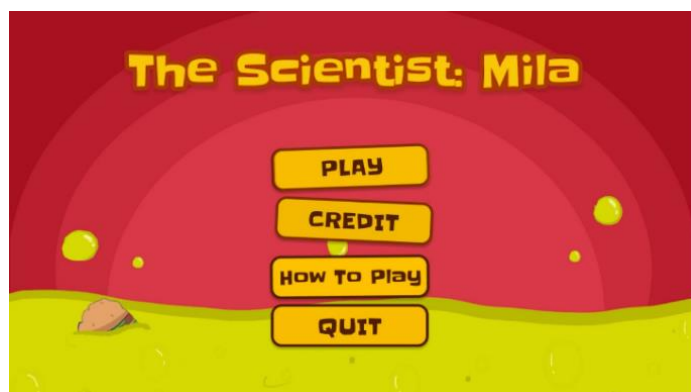 The Scientist: Mila
PLAY
CREDIT
How To Play
QUIT